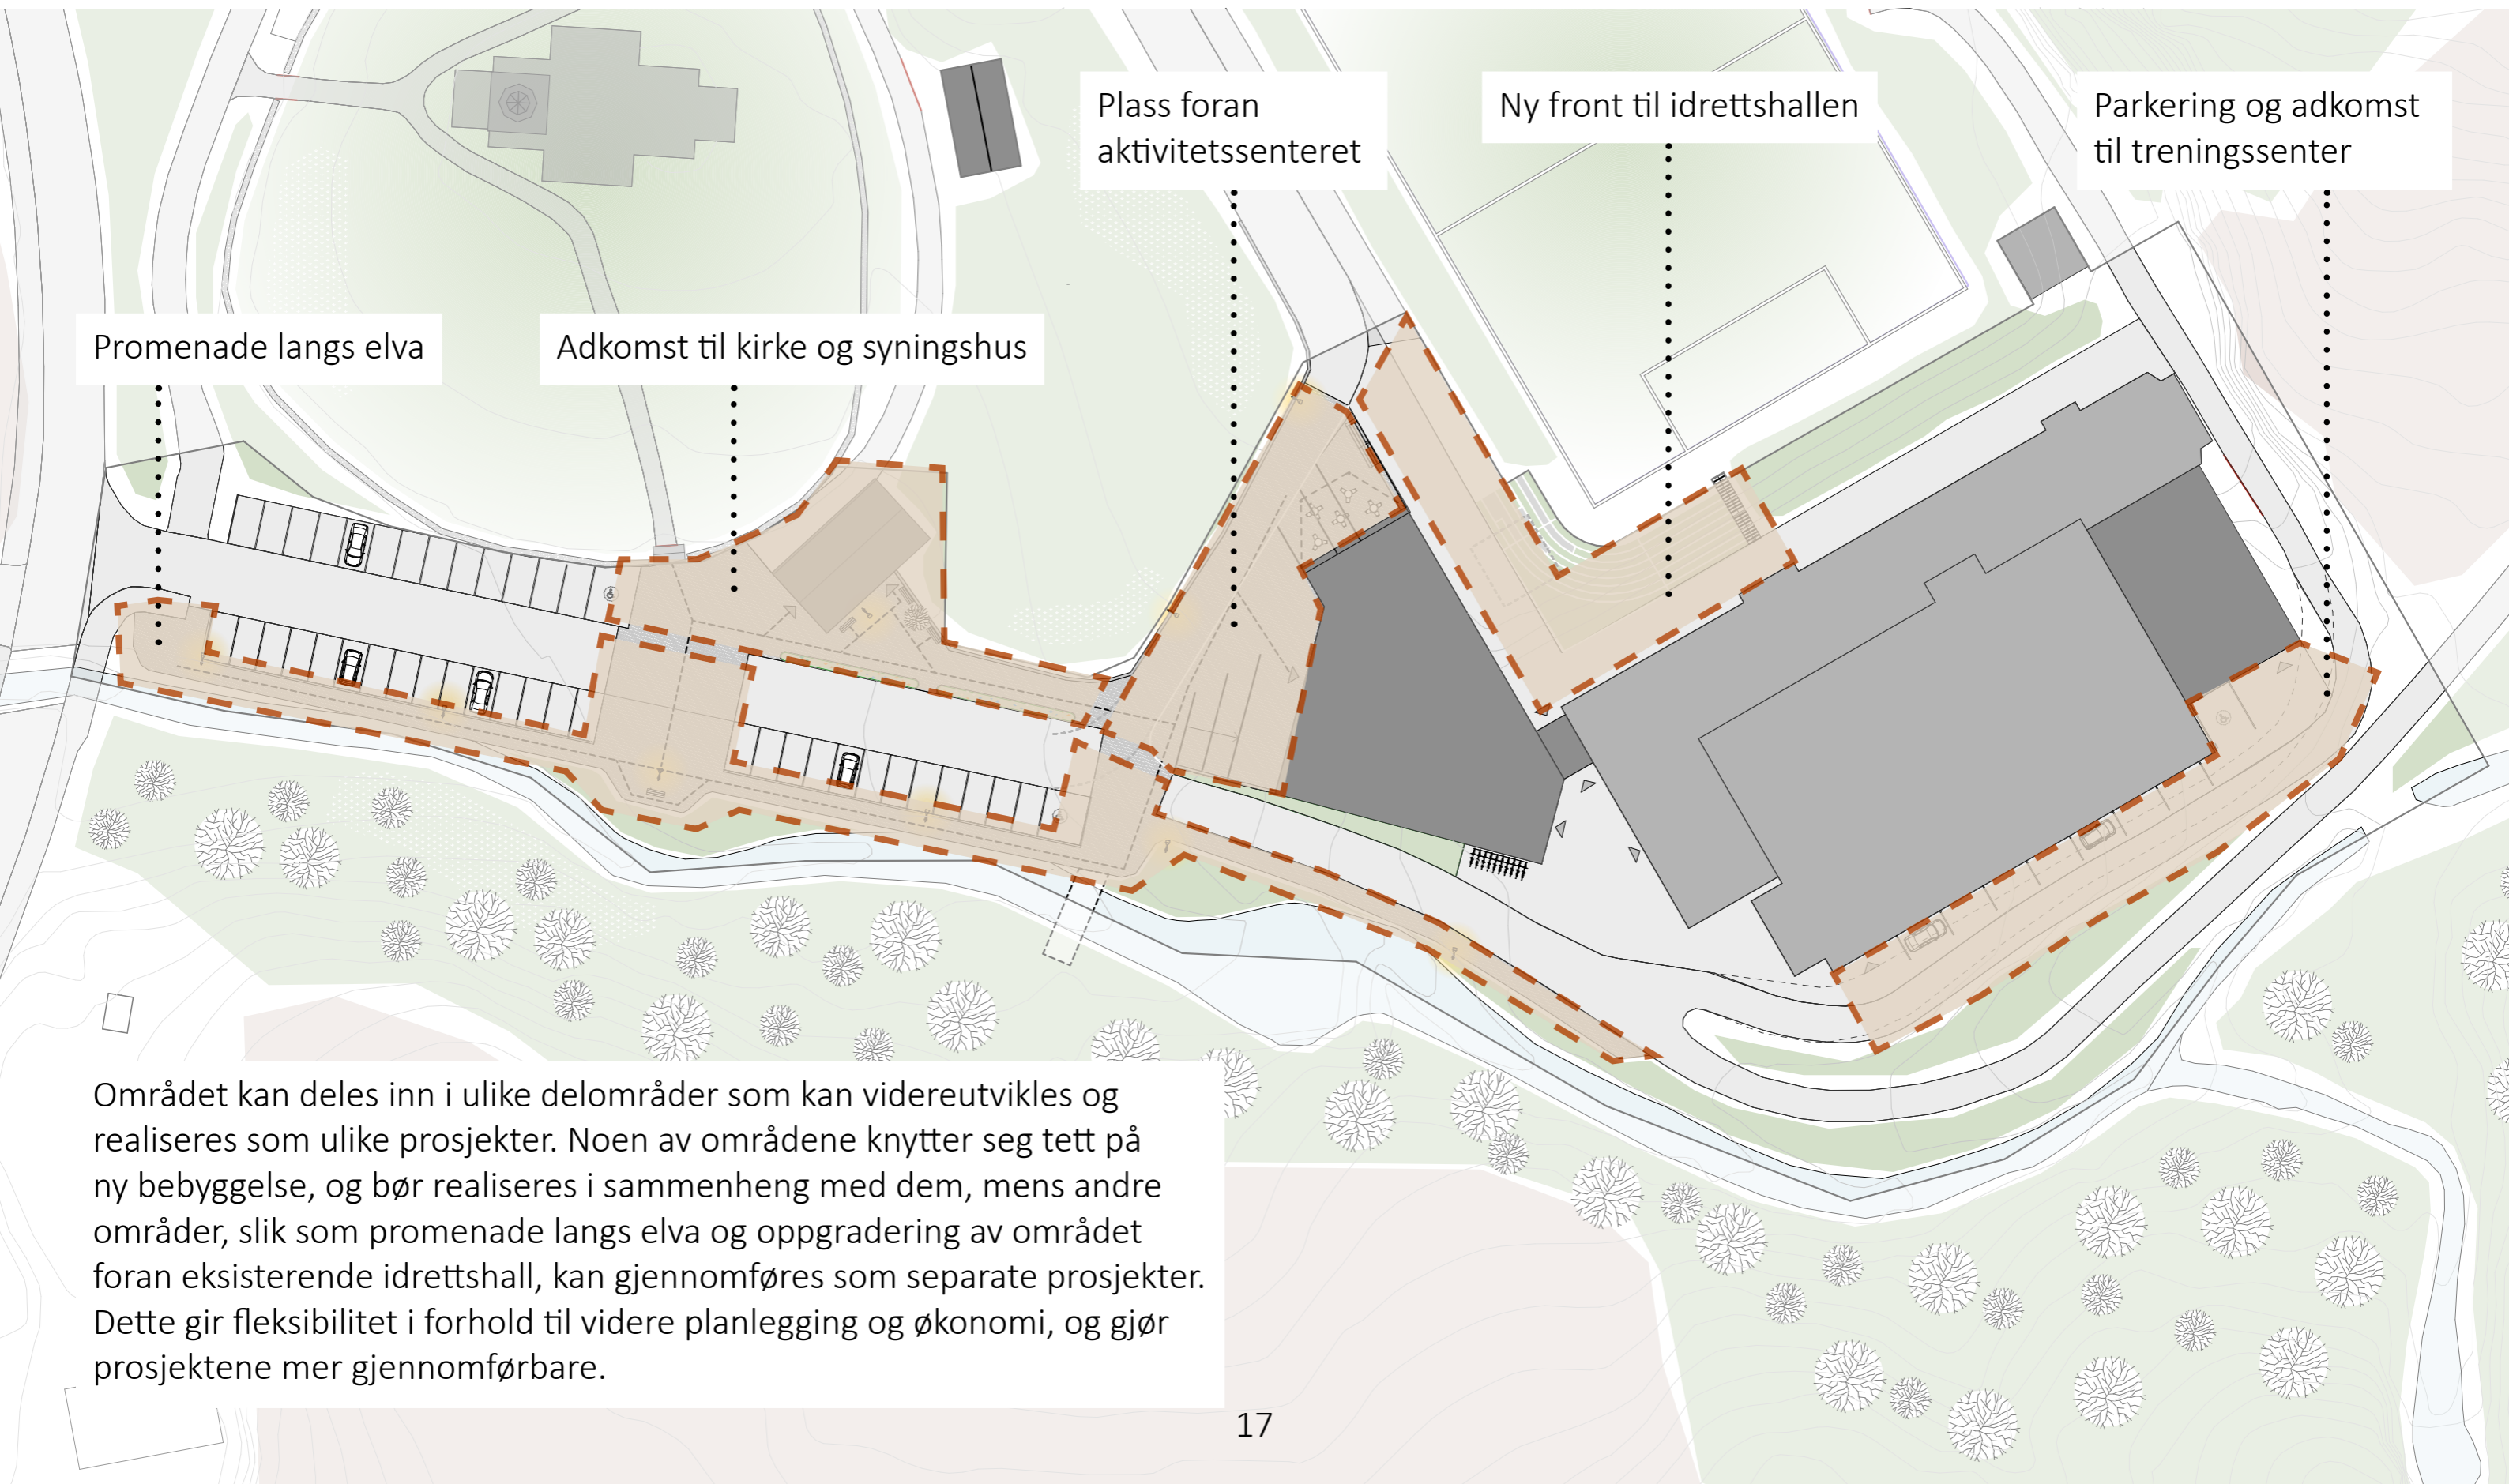 Plass foran
aktivitetssenteret
Ny front til idrettshallen
Parkering og adkomst
til treningssenter
Promenade langs elva
Adkomst til kirke og syningshus
Området kan deles inn i ulike delområder som kan videreutvikles og
realiseres som ulike prosjekter. Noen av områdene knytter seg tett på
ny bebyggelse, og bør realiseres i sammenheng med dem, mens andre
områder, slik som promenade langs elva og oppgradering av området
foran eksisterende idrettshall, kan gjennomføres som separate prosjekter.
Dette gir fleksibilitet i forhold til videre planlegging og økonomi, og gjør
prosjektene mer gjennomførbare.
17